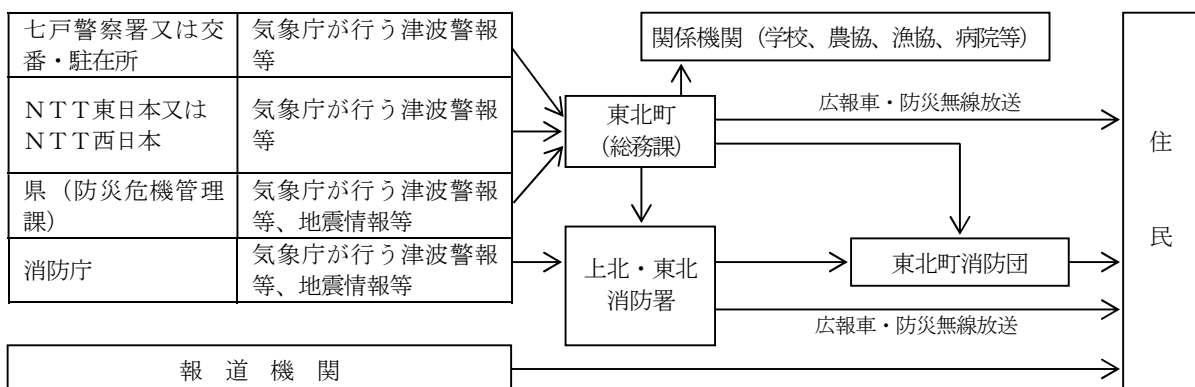 七戸警察署又は交
番・駐在所
気象庁が行う津波警報
等
ＮＴＴ東日本又は
ＮＴＴ西日本
気象庁が行う津波警報
等
県（防災危機管理
課）
気象庁が行う津波警報
等、地震情報等
消防庁
気象庁が行う津波警報
等、地震情報等
関係機関（学校、農協、漁協、病院等）
東北町
（総務課）
広報車・防災無線放送
上北・東北
消防署
東北町消防団
広報車・防災無線放送
住
民
報　道　機　関